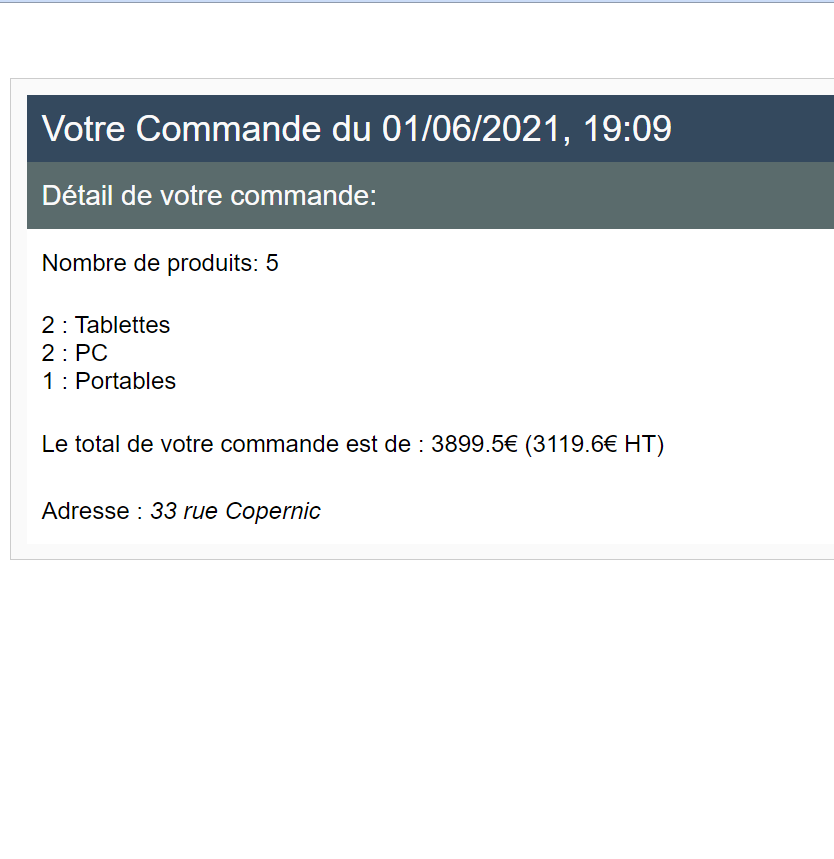 Votre Commande du 01/06/2021, 19:09
Détail de votre commande:
Nombre de produits: 5
2 : Tablettes
2 : PC
1 : Portables
Le total de votre commande est de : 3899.5€ (3119.6€ HT)
Adresse : 33 rue Copernic